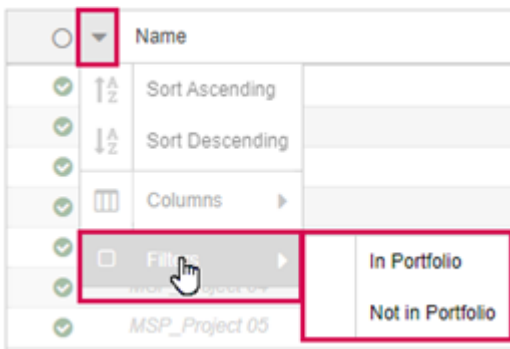 Name
Sort Ascending
Sort Descending
Columns
Filters
In Portfolio
Not in Portfolio
MSP_Project 05